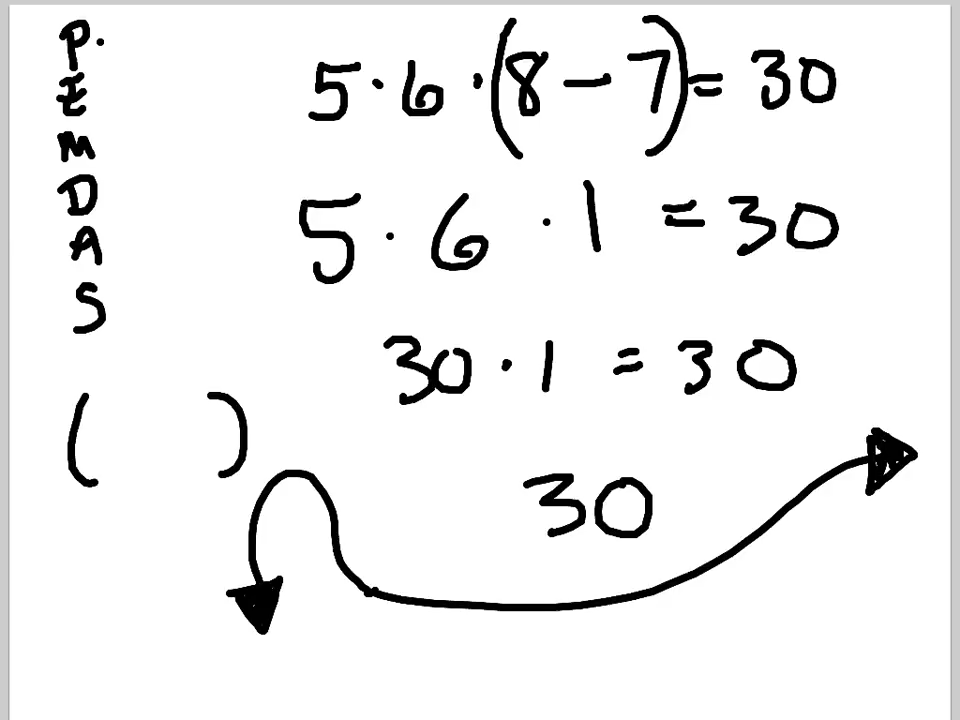 P.
E
M
D
A
S
( )
5 · 6 · (8 – 7) = 30
5 · 6 · 1 = 30
30 · 1 = 30
30